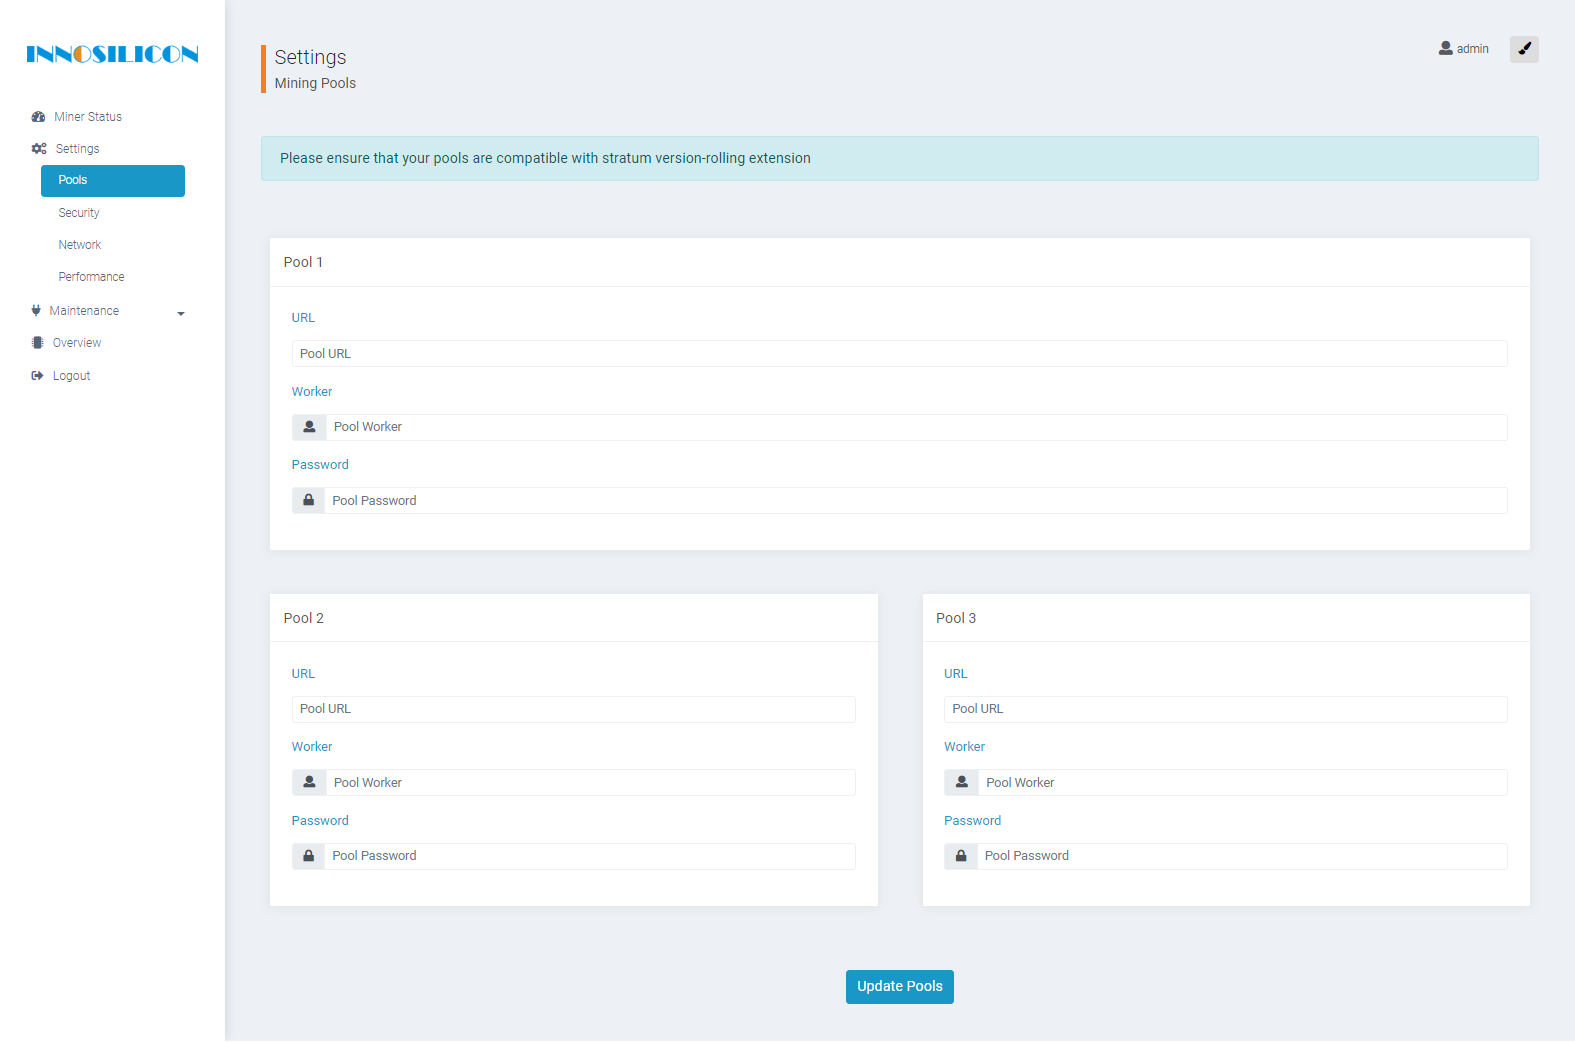 INNOSILICON
Miner Status
Settings
Pools
Security
Network
Performance
Maintenance
Overview
Logout
Settings
Mining Pools
admin
Please ensure that your pools are compatible with stratum version-rolling extension
Pool 1
URL
Pool URL
Worker
Pool Worker
Password
Pool Password
Pool 2
URL
Pool URL
Worker
Pool Worker
Password
Pool Password
Pool 3
URL
Pool URL
Worker
Pool Worker
Password
Pool Password
Update Pools